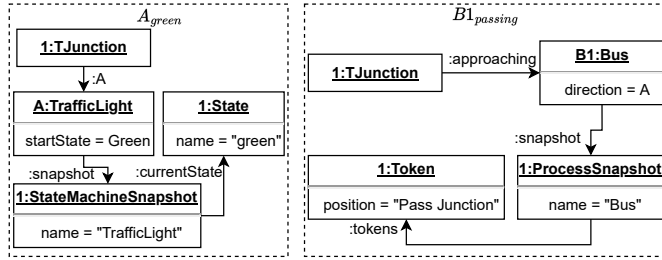 A_green
1:TJunction
:A
A:TrafficLight
startState = Green
1:State
name = "green"
:snapshot
:currentState
1:StateMachineSnapshot
name = "TrafficLight"
B1_passing
1:TJunction
:approaching
B1:Bus
direction = A
:snapshot
1:Token
position = "Pass Junction"
1:ProcessSnapshot
name = "Bus"
:tokens